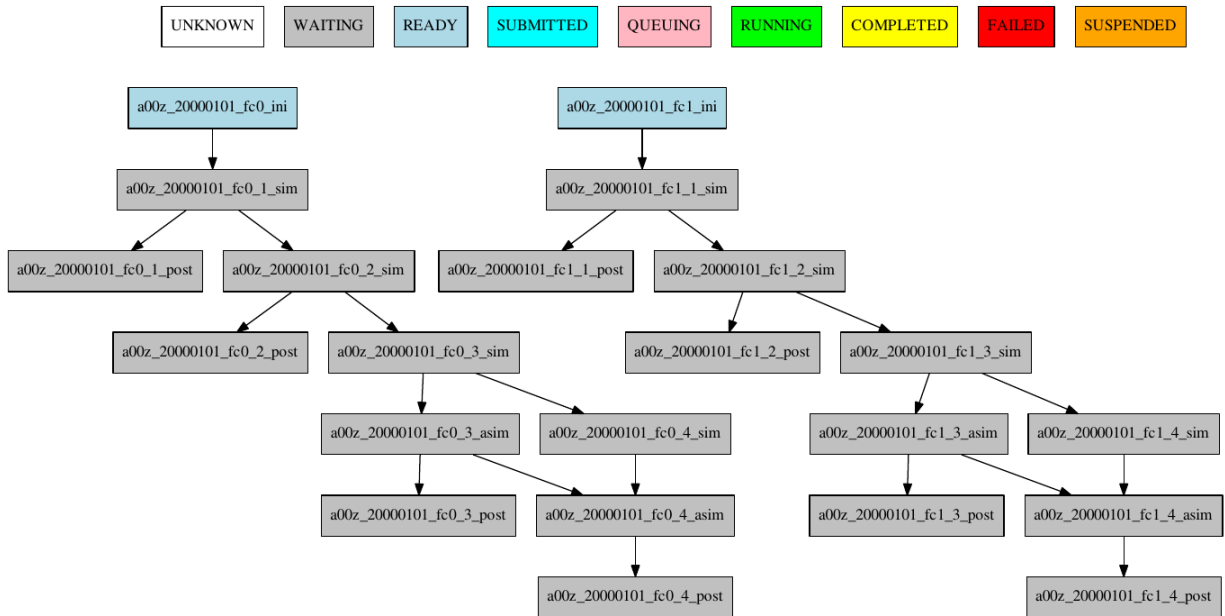 UNKNOWN WAITING READY SUBMITTED QUEUING RUNNING COMPLETED FAILED SUSPENDED
a00z_20000101_fc0_ini a00z_20000101_fc1_ini
a00z_20000101_fc0_1_sim a00z_20000101_fc1_1_sim
a00z_20000101_fc0_1_post a00z_20000101_fc0_2_sim a00z_20000101_fc1_1_post a00z_20000101_fc1_2_sim
a00z_20000101_fc0_2_post a00z_20000101_fc0_3_sim a00z_20000101_fc1_2_post a00z_20000101_fc1_3_sim
a00z_20000101_fc0_3_asim a00z_20000101_fc0_4_sim a00z_20000101_fc1_3_asim a00z_20000101_fc1_4_sim
a00z_20000101_fc0_3_post a00z_20000101_fc0_4_asim a00z_20000101_fc1_3_post a00z_20000101_fc1_4_asim
a00z_20000101_fc0_4_post a00z_20000101_fc1_4_post